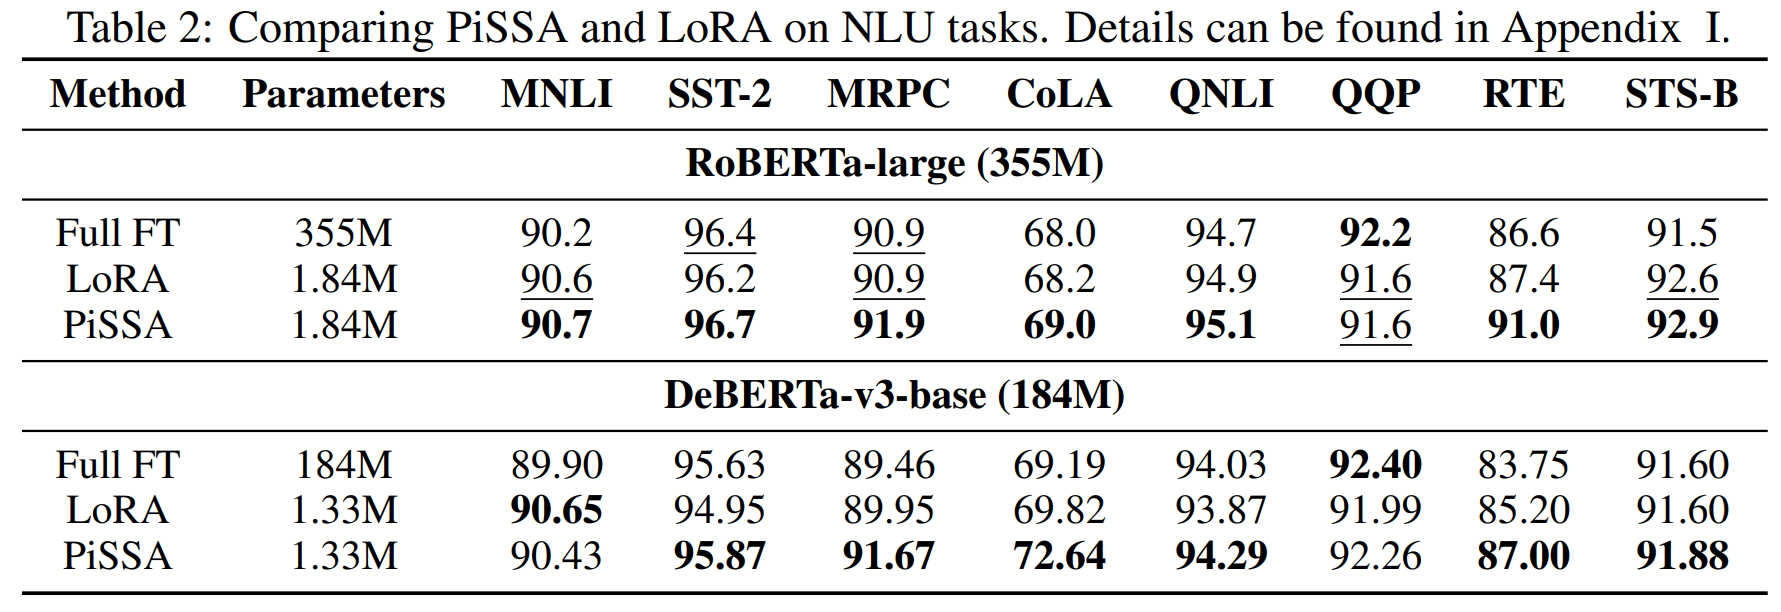 Table 2: Comparing PiSSA and LoRA on NLU tasks. Details can be found in Appendix I.
Method Parameters MNLI SST-2 MRPC CoLA QNLI QQP RTE STS-B
RoBERTa-large (355M)
Full FT 355M 90.2 96.4 90.9 68.0 94.7 92.2 86.6 91.5
LoRA 1.84M 90.6 96.2 90.9 68.2 94.9 91.6 87.4 92.6
PiSSA 1.84M 90.7 96.7 91.9 69.0 95.1 91.6 91.0 92.9
DeBERTa-v3-base (184M)
Full FT 184M 89.90 95.63 89.46 69.19 94.03 92.40 83.75 91.60
LoRA 1.33M 90.65 94.95 89.95 69.82 93.87 91.99 85.20 91.60
PiSSA 1.33M 90.43 95.87 91.67 72.64 94.29 92.26 87.00 91.88